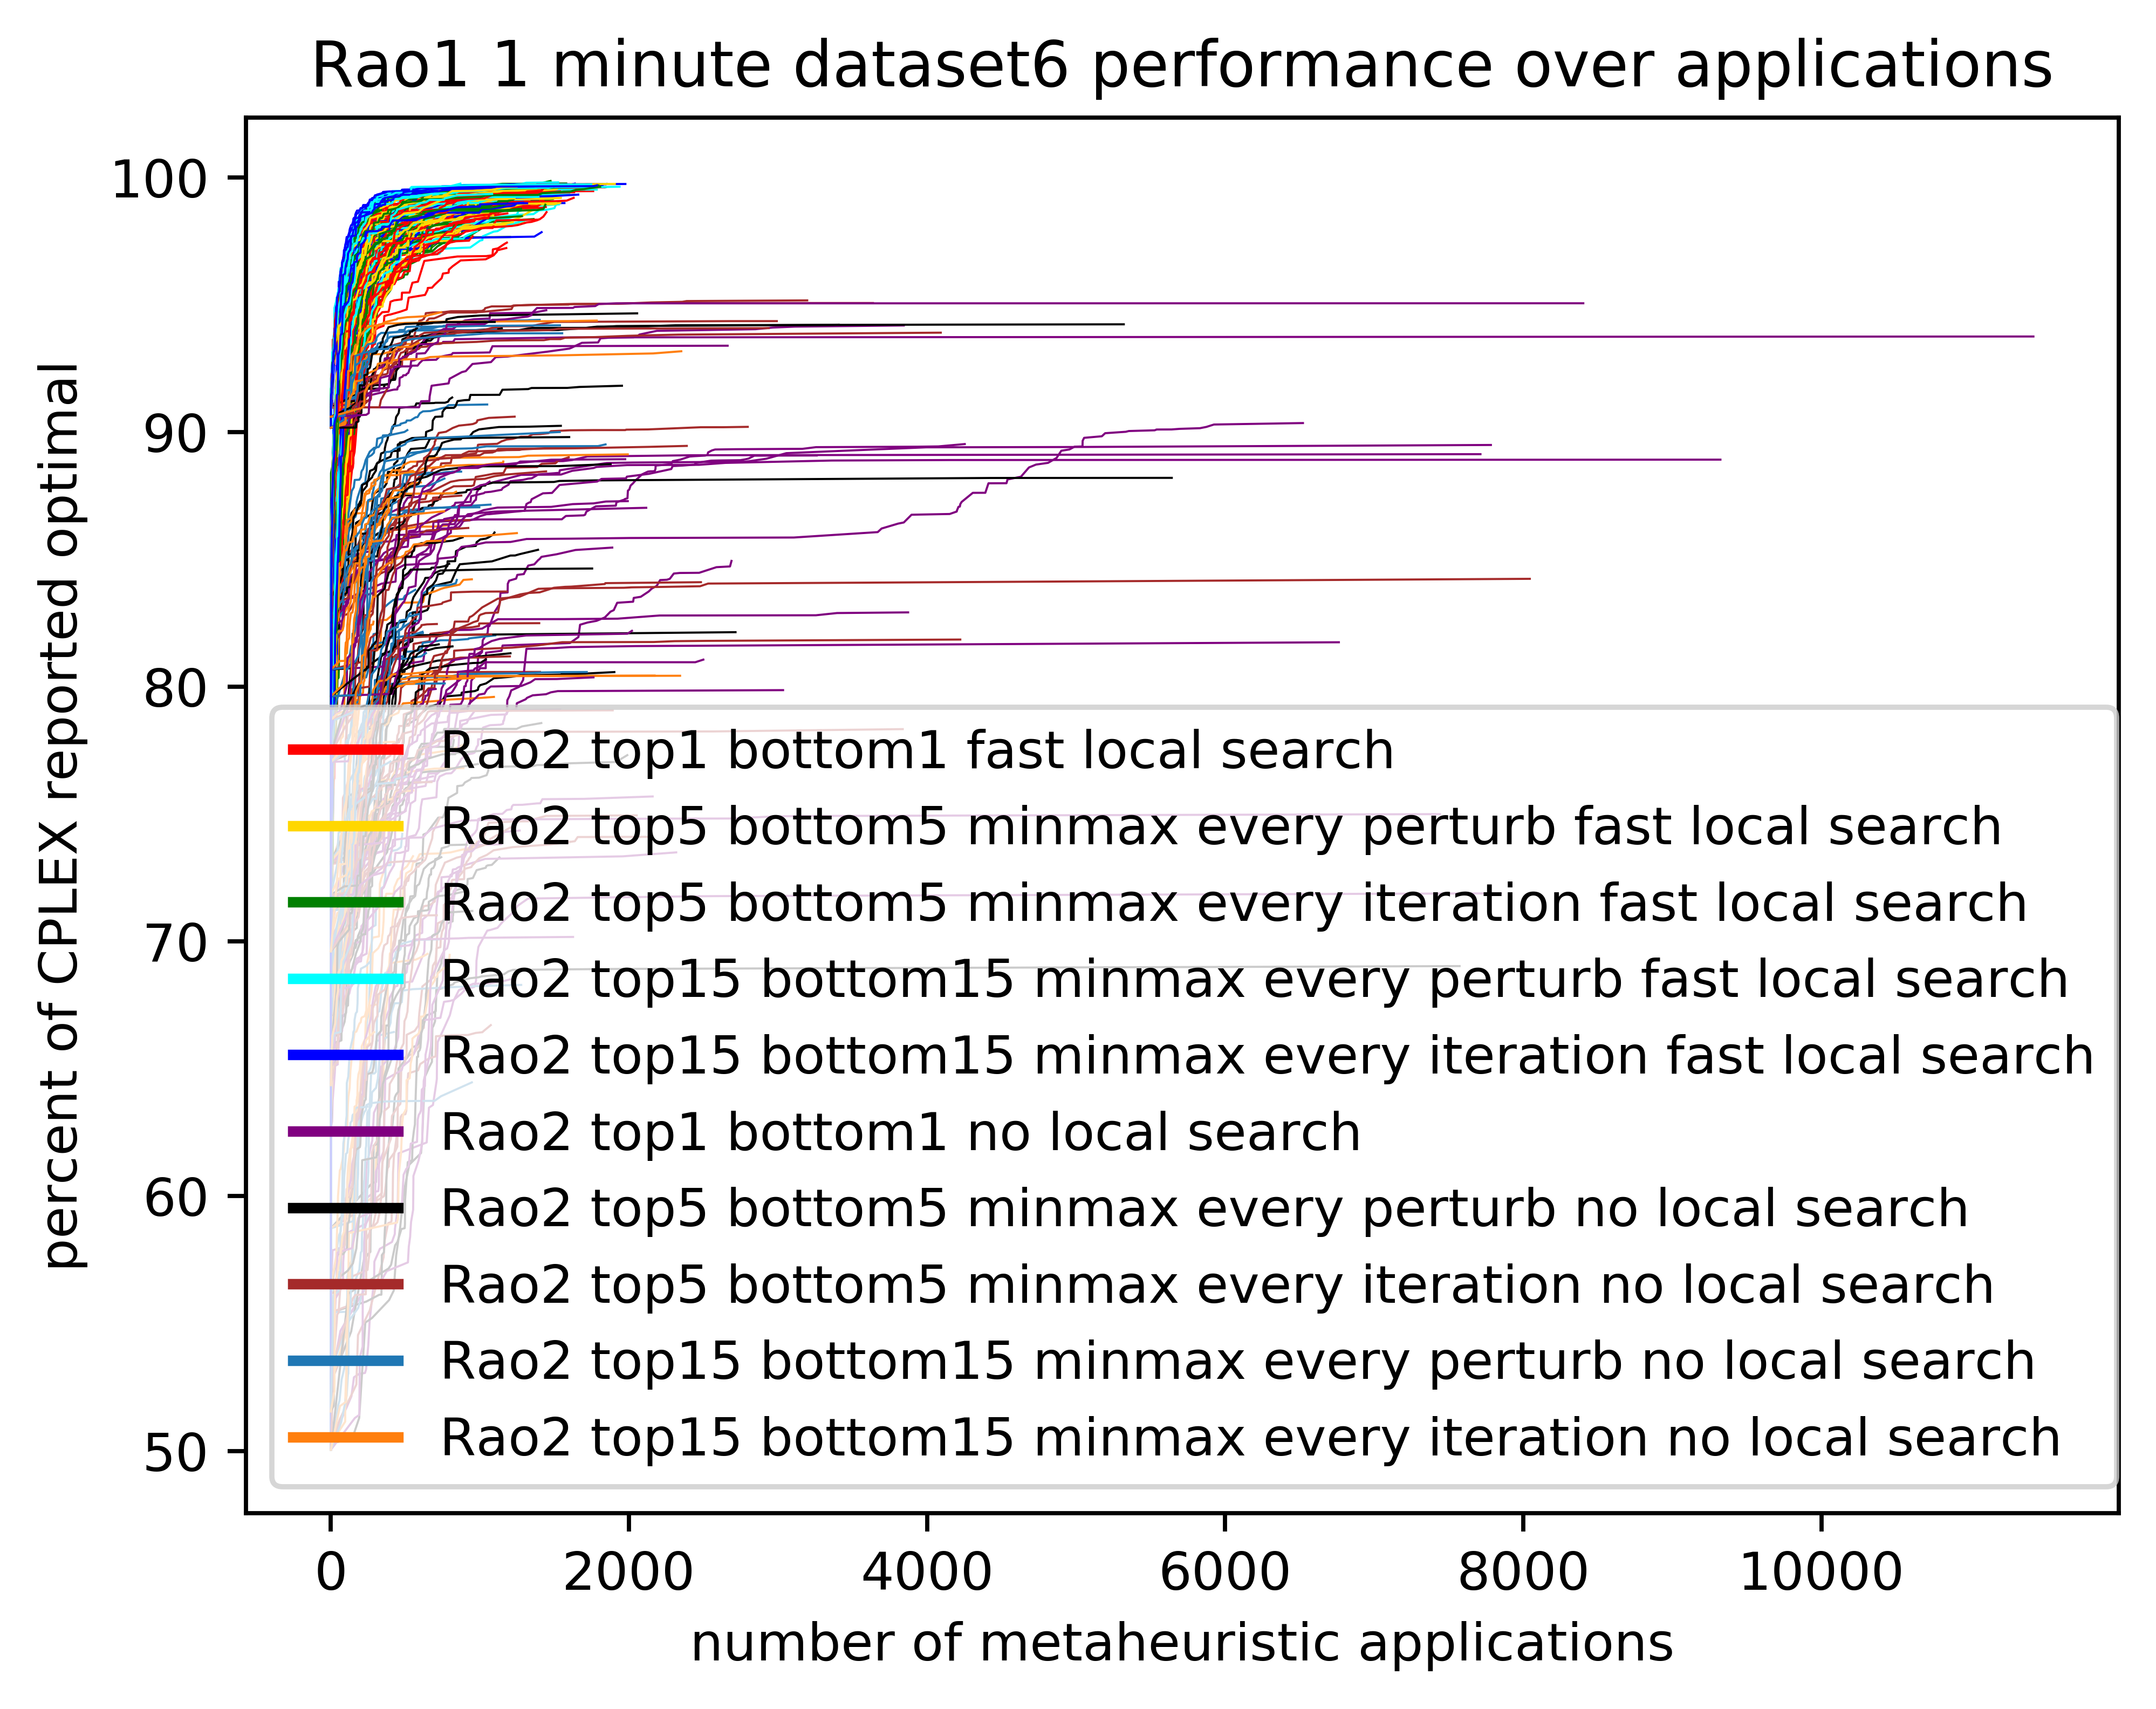 Rao1 1 minute dataset6 performance over applications
percent of CPLEX reported optimal
100
90
80
70
60
50
Rao2 top1 bottom1 fast local search
Rao2 top5 bottom5 minmax every perturb fast local search
Rao2 top5 bottom5 minmax every iteration fast local search
Rao2 top15 bottom15 minmax every perturb fast local search
Rao2 top15 bottom15 minmax every iteration fast local search
Rao2 top1 bottom1 no local search
Rao2 top5 bottom5 minmax every perturb no local search
Rao2 top5 bottom5 minmax every iteration no local search
Rao2 top15 bottom15 minmax every perturb no local search
Rao2 top15 bottom15 minmax every iteration no local search
0 2000 4000 6000 8000 10000
number of metaheuristic applications